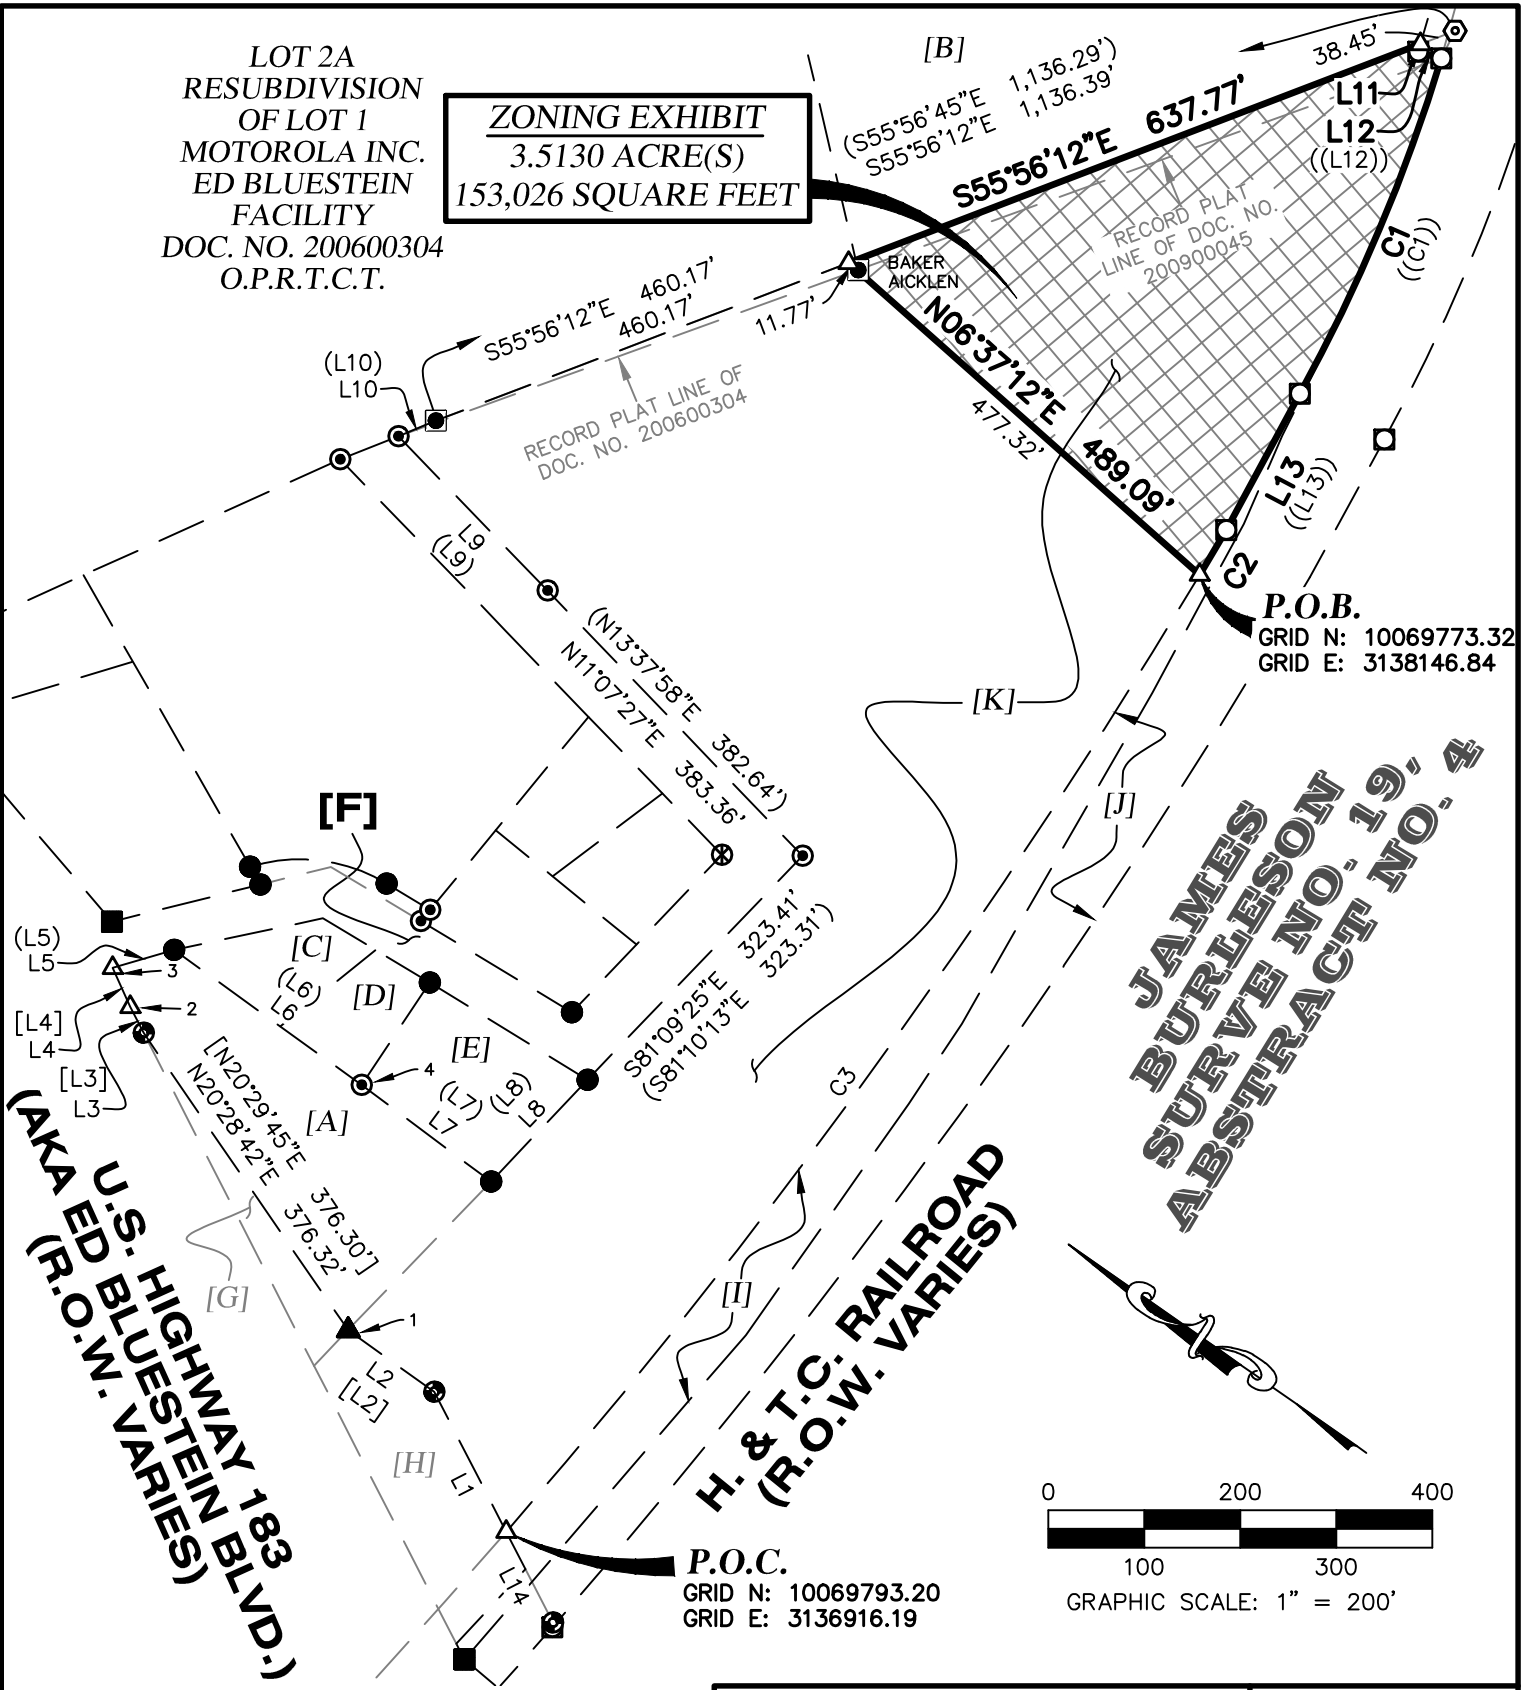 LOT 2A
RESUBDIVISION
OF LOT 1
MOTOROLA INC.
ED BLUESTEIN
FACILITY
DOC. NO. 200600304
O.P.R.T.C.T.
ZONING EXHIBIT
3.5130 ACRE(S)
153,026 SQUARE FEET
[B]
(S55°56'45"E 1,136.29')
S55°56'12"E 1,136.39'
S55°56'12"E 637.77'
38.45'
L11
L12
((L12))
C1
((C1))
RECORD PLAT
LINE OF DOC. NO.
200900045
BAKER
AICKLEN
N06°37'12"E 489.09'
477.32'
L13
((L13))
C2
S55°56'12"E 460.17'
460.17'
11.77'
(L10)
L10
RECORD PLAT LINE OF
DOC. NO. 200600304
L9
(L9)
P.O.B.
GRID N: 10069773.32
GRID E: 3138146.84
(N13°37'58"E 382.64')
N11°07'27"E 383.36'
[K]
[J]
JAMES
BURLESON
SURVE NO. 19,
ABSTRACT NO. 4
[F]
(L5)
L5
3
[C]
(L6)
L6
[D]
2
[L4]
L4
[L3]
L3
[E]
4
(L7)
L7
(L8)
L8
S81°09'25"E 323.41'
(S81°10'13"E 323.31')
C3
[N20°29'45"E 376.30']
N20°28'42"E 376.32'
[A]
U.S. HIGHWAY 183
(AKA ED BLUESTEIN BLVD.)
(R.O.W. VARIES)
[G]
1
[I]
H. & T.C. RAILROAD
(R.O.W. VARIES)
L2
[L2]
[H]
L1
L14
P.O.C.
GRID N: 10069793.20
GRID E: 3136916.19
0 200 400
100 300
GRAPHIC SCALE: 1" = 200'